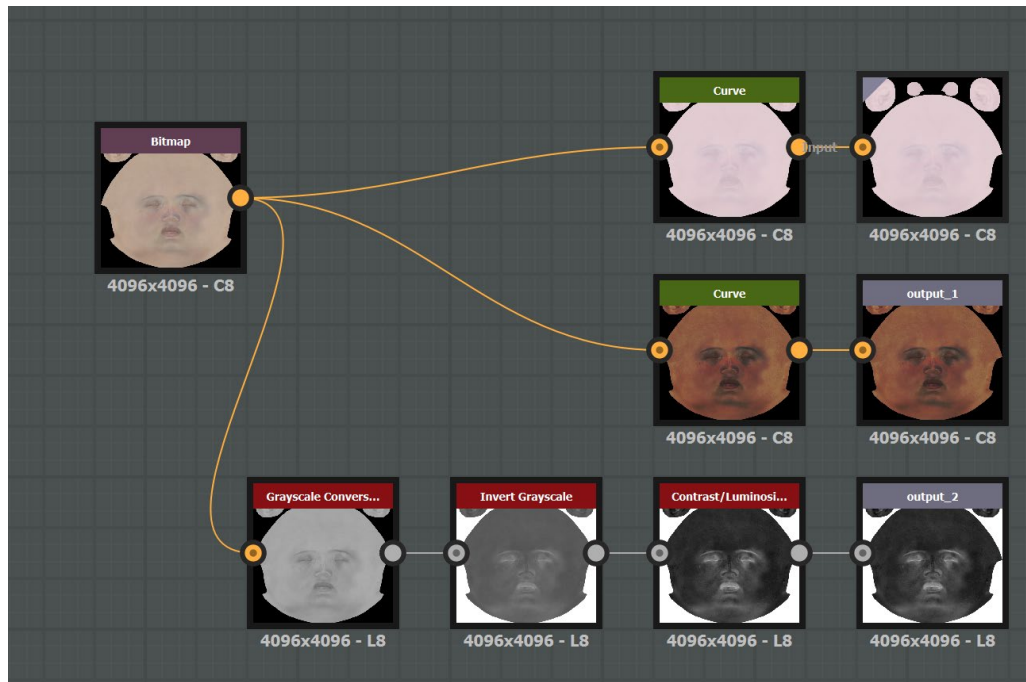 Curve
Input
4096x4096 - C8
4096x4096 - C8
Bitmap
4096x4096 - C8
Curve
output_1
4096x4096 - C8
4096x4096 - C8
Grayscale Convers...
Invert Grayscale
Contrast/Luminosi...
output_2
4096x4096 - L8
4096x4096 - L8
4096x4096 - L8
4096x4096 - L8